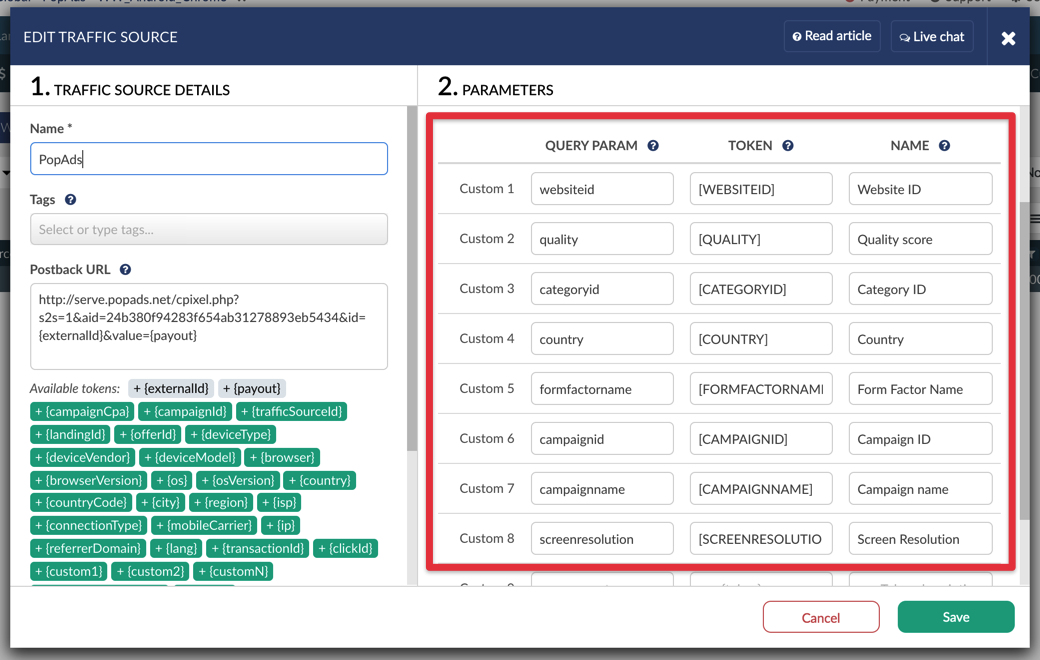 EDIT TRAFFIC SOURCE
Read article
Live chat
1. TRAFFIC SOURCE DETAILS
2. PARAMETERS
Name *
PopAds
Tags
Select or type tags...
Postback URL
http://serve.popads.net/cpixel.php?
s2s=1&aid=24b380f94283f654ab31278893eb5434&id=
{externalId}&value={payout}
Available tokens: + {externalId} + {payout}
+ {campaignCpa} + {campaignId} + {trafficSourceId}
+ {landingId} + {offerId} + {deviceType}
+ {deviceVendor} + {deviceModel} + {browser}
+ {browserVersion} + {os} + {osVersion} + {country}
+ {countryCode} + {city} + {region} + {isp}
+ {connectionType} + {mobileCarrier} + {ip}
+ {referrerDomain} + {lang} + {transactionId} + {clickId}
+ {custom1} + {custom2} + {customN}
QUERY PARAM TOKEN NAME
Custom 1 websiteid [WEBSITEID] Website ID
Custom 2 quality [QUALITY] Quality score
Custom 3 categoryid [CATEGORYID] Category ID
Custom 4 country [COUNTRY] Country
Custom 5 formfactorname [FORMFACTORNAM Form Factor Name
Custom 6 campaignid [CAMPAIGNID] Campaign ID
Custom 7 campaignname [CAMPAIGNNAME] Campaign name
Custom 8 screenresolution [SCREENRESOLUTIO Screen Resolution
Cancel
Save